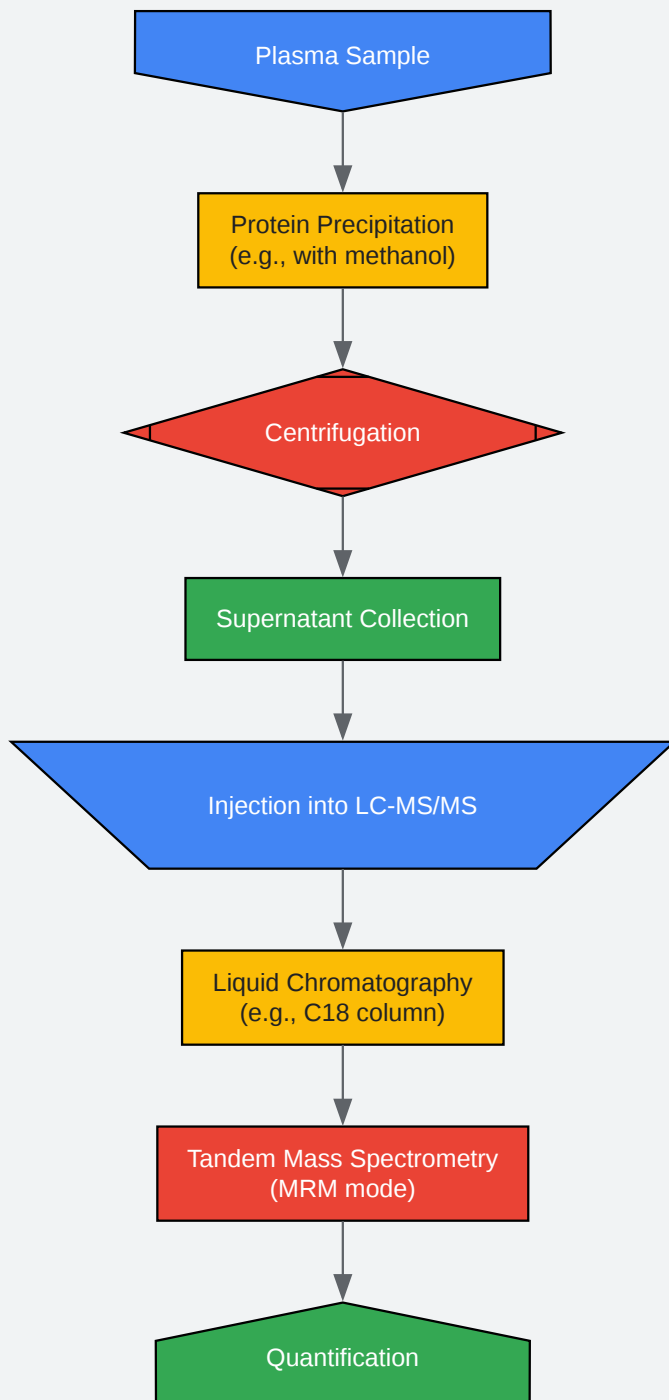 Plasma Sample
Protein Precipitation
(e.g., with methanol)
Centrifugation
Supernatant Collection
Injection into LC-MS/MS
Liquid Chromatography
(e.g., C18 column)
Tandem Mass Spectrometry
(MRM mode)
Quantification